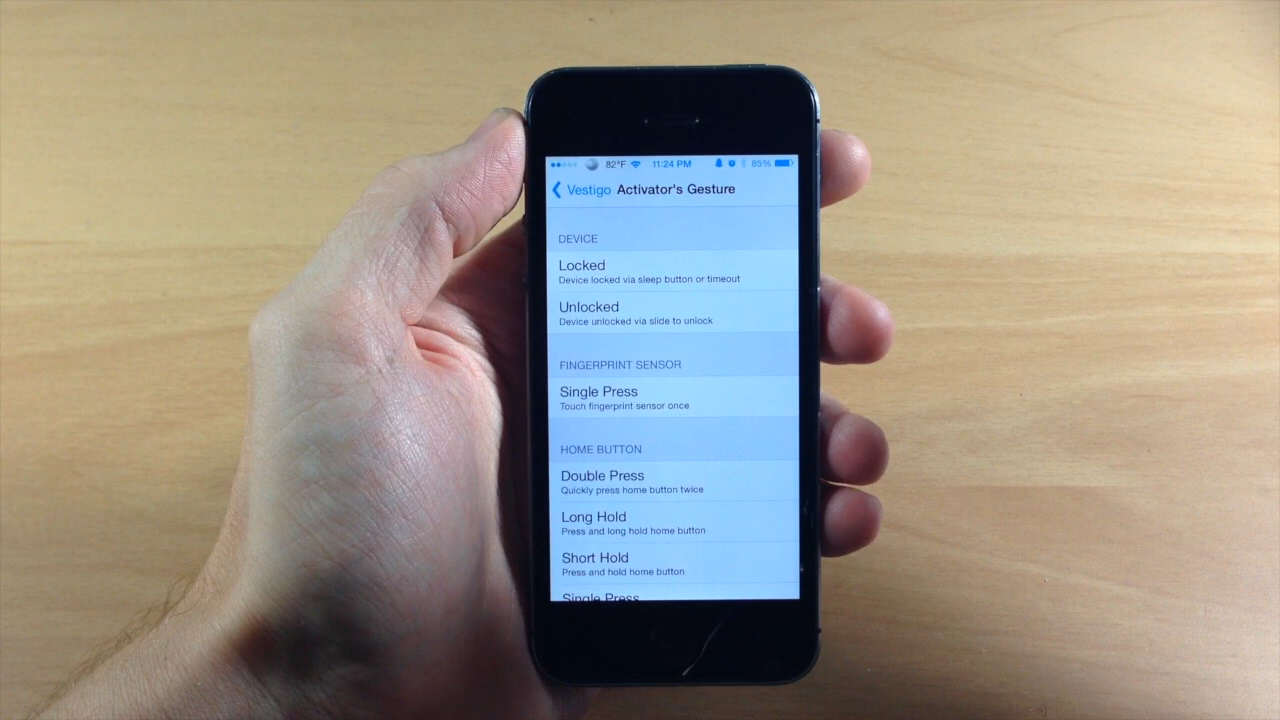 82°F 11:24 PM 85%
Vestigo Activator's Gesture
DEVICE
Locked
Device locked via sleep button or timeout
Unlocked
Device unlocked via slide to unlock
FINGERPRINT SENSOR
Single Press
Touch fingerprint sensor once
HOME BUTTON
Double Press
Quickly press home button twice
Long Hold
Press and long hold home button
Short Hold
Press and hold home button
Single Press